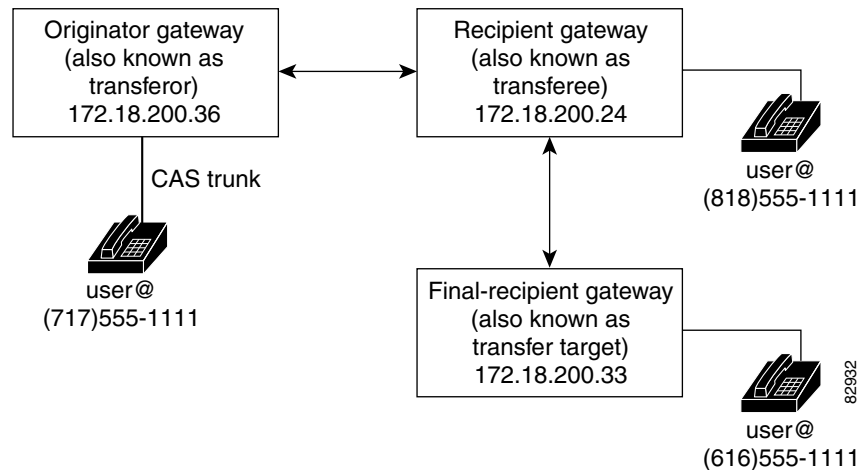 Originator gateway
(also known as
transferor)
172.18.200.36
Recipient gateway
(also known as
transferee)
172.18.200.24
CAS trunk
user@
(818)555-1111
user@
(717)555-1111
Final-recipient gateway
(also known as
transfer target)
172.18.200.33
82932
user@
(616)555-1111